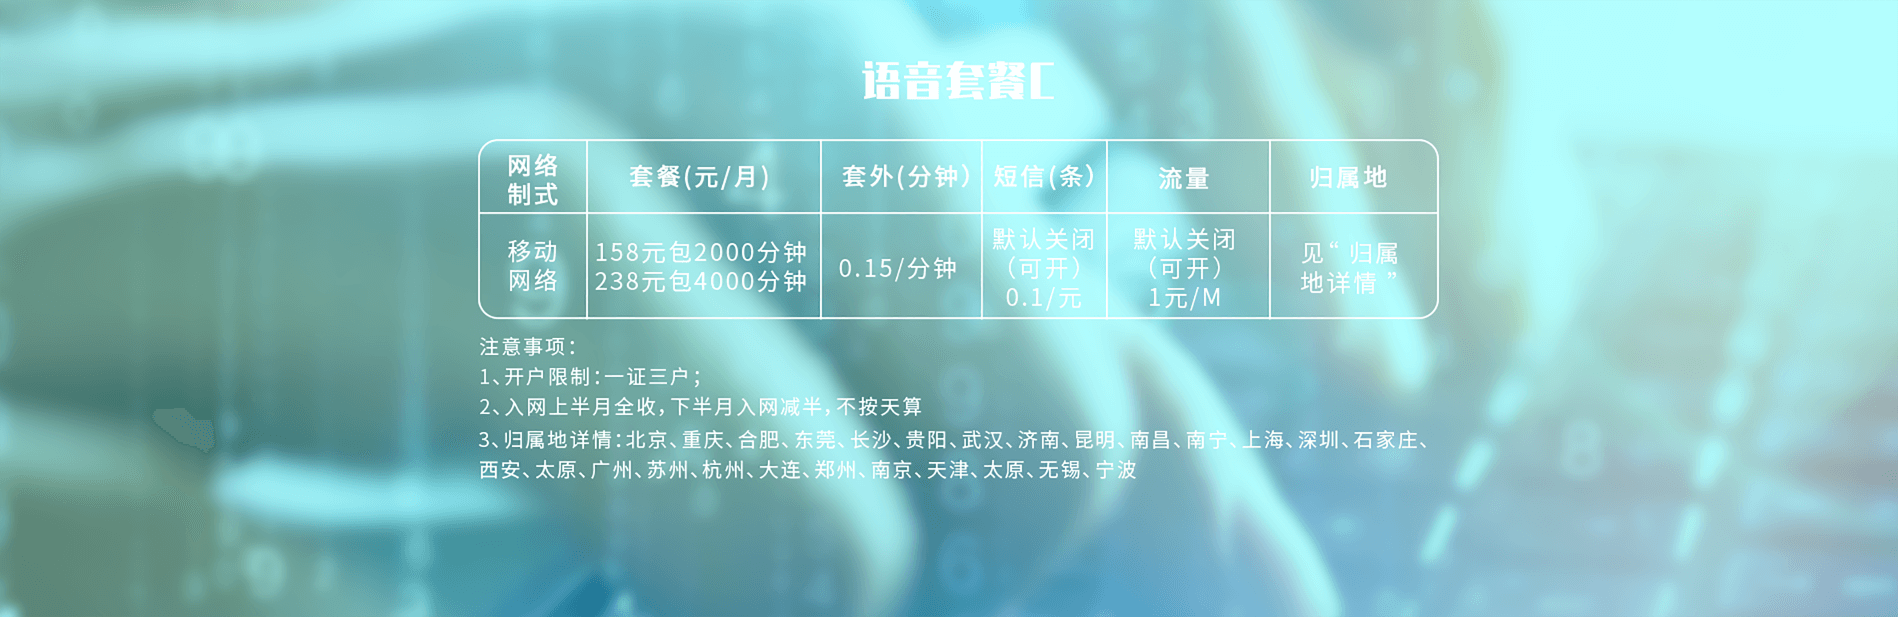 语音套餐C
网络
制式
套餐(元/月)
套外(分钟)
短信(条)
流量
归属地
移动
网络
158元包2000分钟
238元包4000分钟
0.15/分钟
默认关闭
(可开)
0.1/元
默认关闭
(可开)
1元/M
见“归属
地详情”
注意事项：
1、开户限制：一证三户；
2、入网上半月全收，下半月入网减半，不按天算
3、归属地详情：北京、重庆、合肥、东莞、长沙、贵阳、武汉、济南、昆明、南昌、南宁、上海、深圳、石家庄、
西安、太原、广州、苏州、杭州、大连、郑州、南京、天津、太原、无锡、宁波